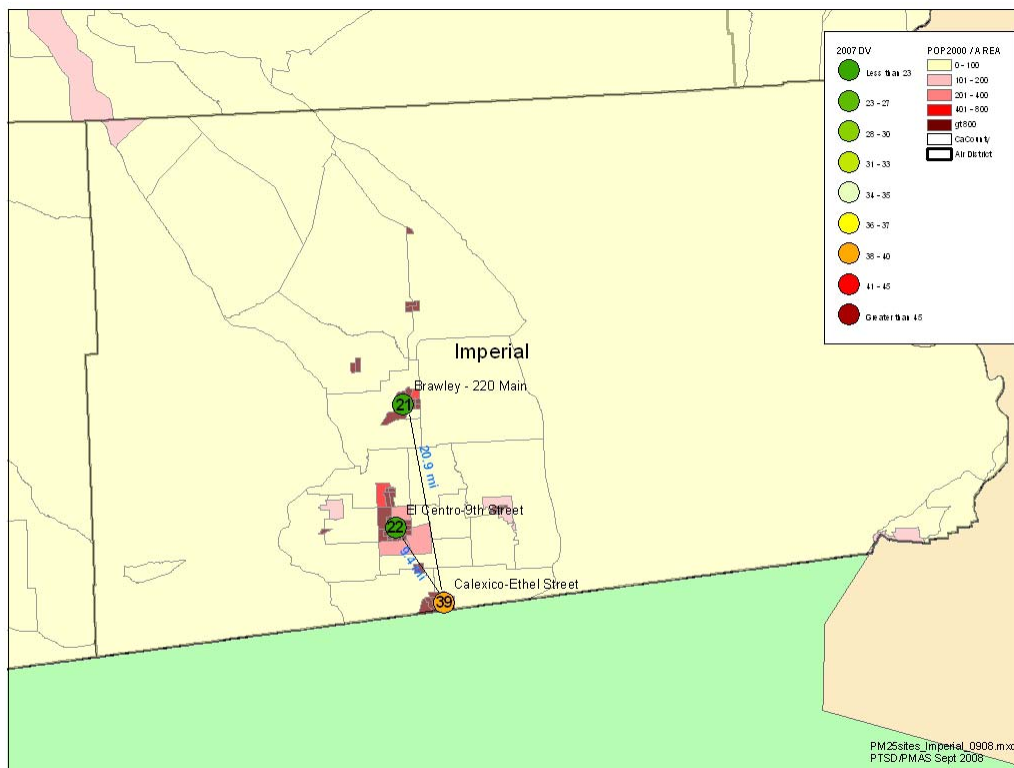 2007 DV
Less than 23
23 - 27
28 - 30
31 - 33
34 - 35
36 - 37
38 - 40
41 - 45
Greater than 45
POP2000 / AREA
0 - 100
101 - 200
201 - 400
401 - 800
gt800
CaCounty
Air District
Imperial
Brawley - 220 Main
21
20.9 mi
El Centro-9th Street
22
9.4 mi
Calexico-Ethel Street
39
PM25sites_Imperial_0908.mxd
PTSD/PMAS Sept 2008